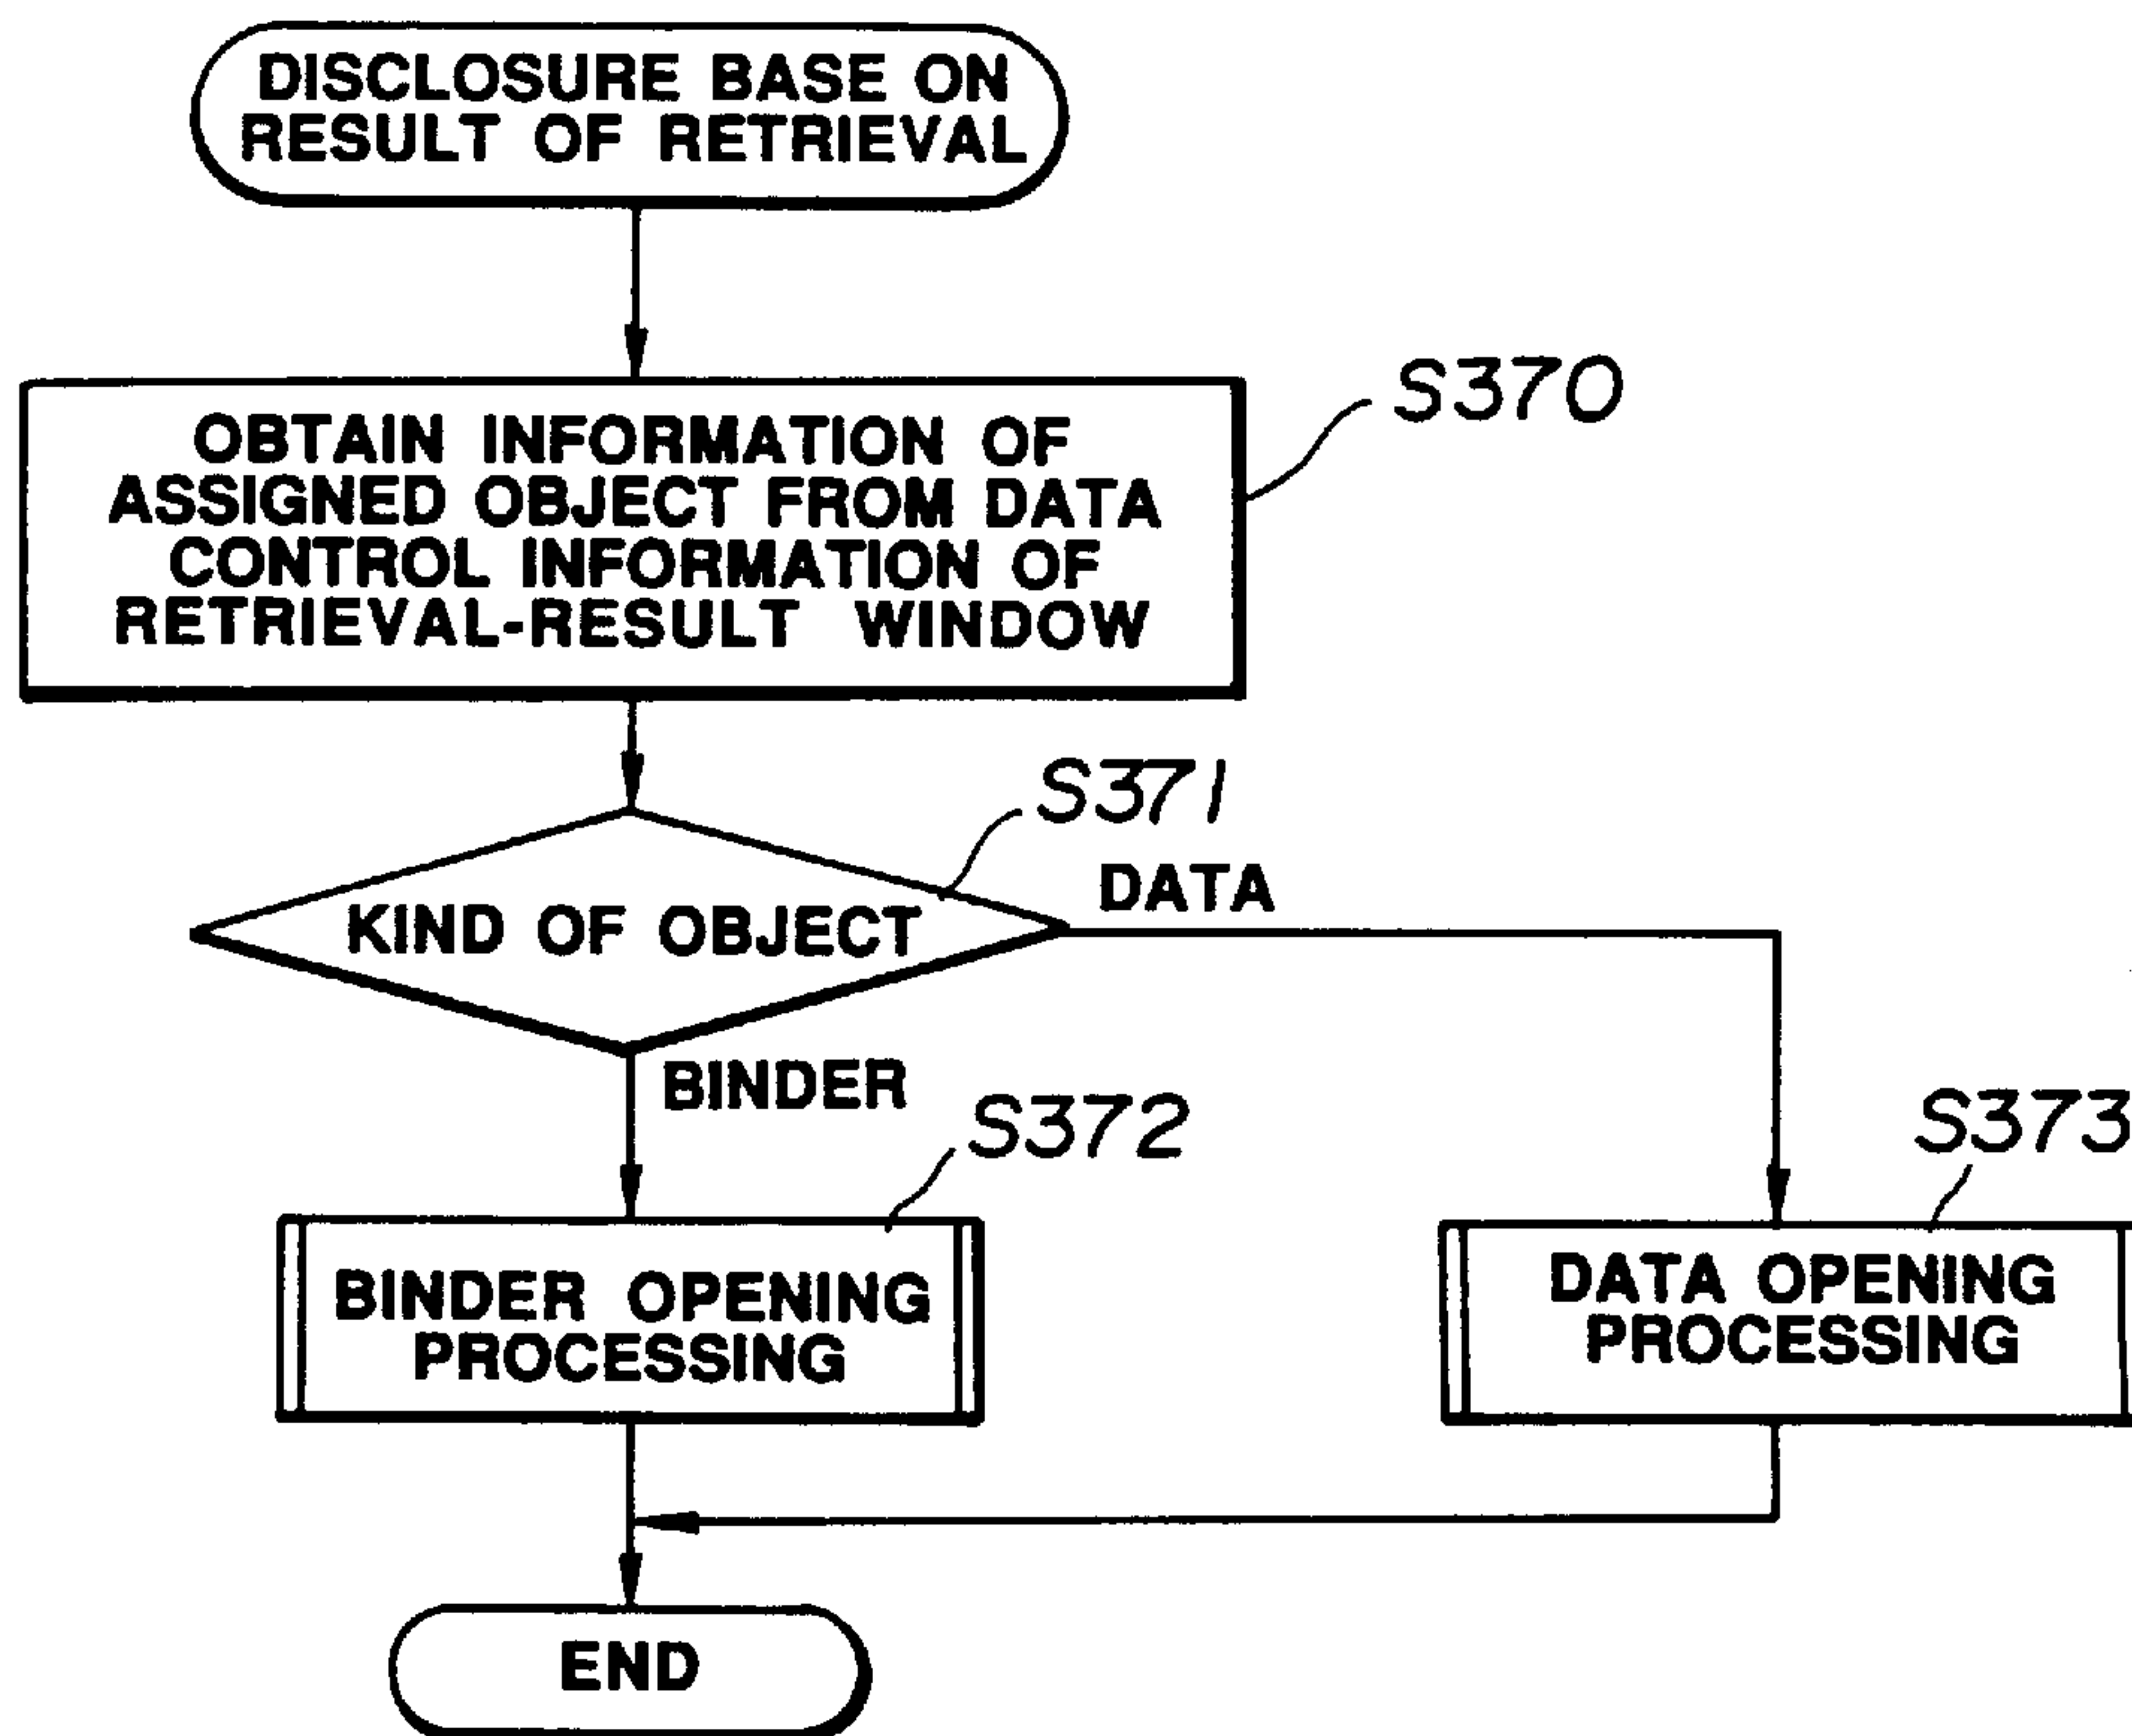 DISCLOSURE BASE ON
RESULT OF RETRIEVAL
S370
OBTAIN INFORMATION OF
ASSIGNED OBJECT FROM DATA
CONTROL INFORMATION OF
RETRIEVAL-RESULT WINDOW
S371
DATA
KIND OF OBJECT
BINDER
S372
S373
BINDER OPENING
PROCESSING
DATA OPENING
PROCESSING
END